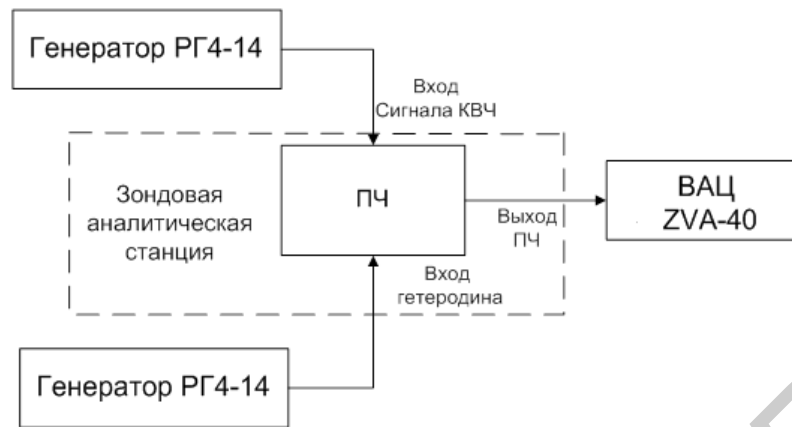 Генератор РГ4-14
Вход
Сигнала КВЧ
Зондовая
аналитическая
станция
ПЧ
Выход
ПЧ
ВАЦ
ZVA-40
Вход
гетеродина
Генератор РГ4-14